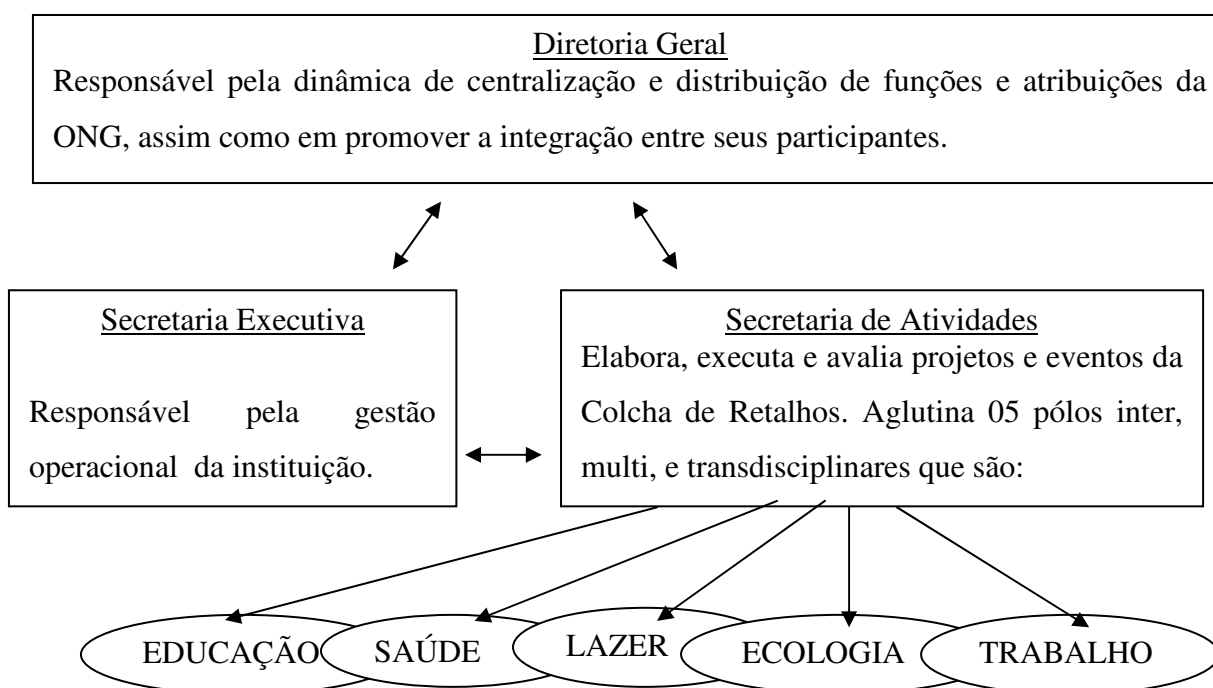 Diretoria Geral
Responsável pela dinâmica de centralização e distribuição de funções e atribuições da
ONG, assim como em promover a integração entre seus participantes.
Secretaria Executiva
Responsável pela gestão
operacional da instituição.
Secretaria de Atividades
Elabora, executa e avalia projetos e eventos da
Colcha de Retalhos. Aglutina 05 pólos inter,
multi, e transdisciplinares que são:
EDUCAÇÃO
SAÚDE
LAZER
ECOLOGIA
TRABALHO